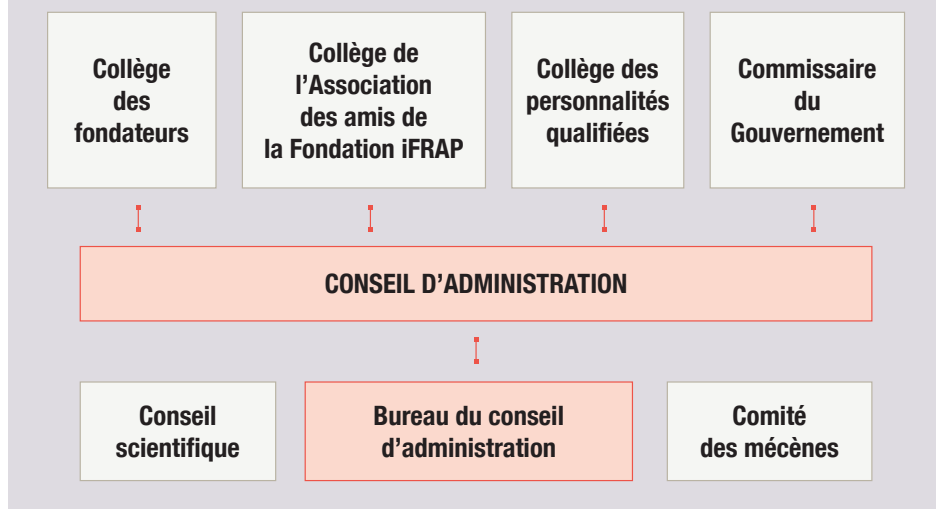 Collège
des
fondateurs
Collège de
l’Association
des amis de
la Fondation iFRAP
Collège des
personnalités
qualifiées
Commissaire
du
Gouvernement
CONSEIL D’ADMINISTRATION
Conseil
scientifique
Bureau du conseil
d’administration
Comité
des mécènes